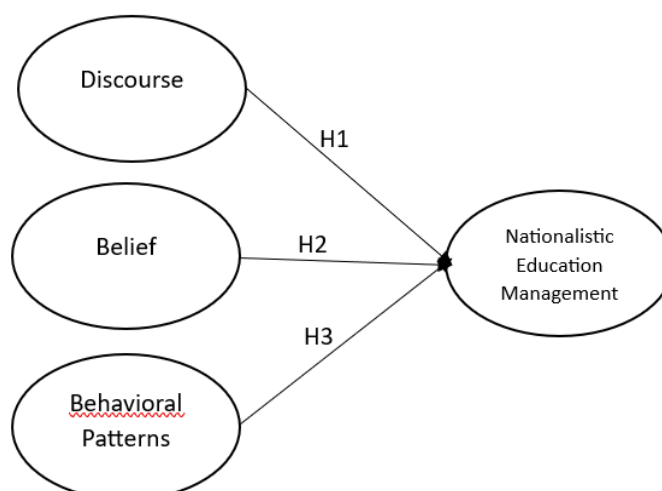 Discourse
H1
Belief
H2
Nationalistic
Education
Management
H3
Behavioral
Patterns